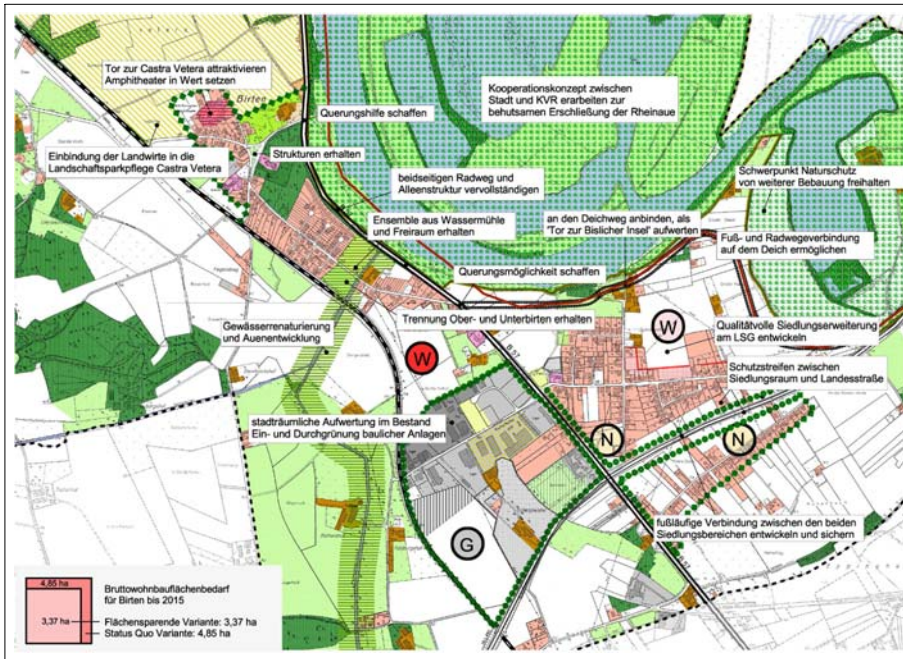 Tor zur Castra Vetera attraktivieren
Amphitheater in Wert setzen
Birten
Kooperationskonzept zwischen
Stadt und KVR erarbeiten zur
behutsamen Erschließung der Rheinaue
Querungshilfe schaffen
Einbindung der Landwirte in die
Landschaftsparkpflege Castra Vetera
Strukturen erhalten
beidseitigen Radweg und
Alleenstruktur vervollständigen
Schwerpunkt Naturschutz
von weiterer Bebauung freihalten
Ensemble aus Wassermühle
und Freiraum erhalten
an den Deichweg anbinden, als
'Tor zur Bislicher Insel' aufwerten
Fuß- und Radwegeverbindung
auf dem Deich ermöglichen
Querungsmöglichkeit schaffen
Gewässerrenaturierung
und Auenentwicklung
Trennung Ober- und Unterbirten erhalten
W
Qualitätvolle Siedlungserweiterung
am LSG entwickeln
W
B 57
Schutzstreifen zwischen
Siedlungsraum und Landesstraße
stadträumliche Aufwertung im Bestand
Ein- und Durchgrünung baulicher Anlagen
N
N
fußläufige Verbindung zwischen den beiden
Siedlungsbereichen entwickeln und sichern
G
4,85 ha
3,37 ha
Bruttowohnbauflächenbedarf
für Birten bis 2015
Flächensparende Variante: 3,37 ha
Status Quo Variante: 4,85 ha